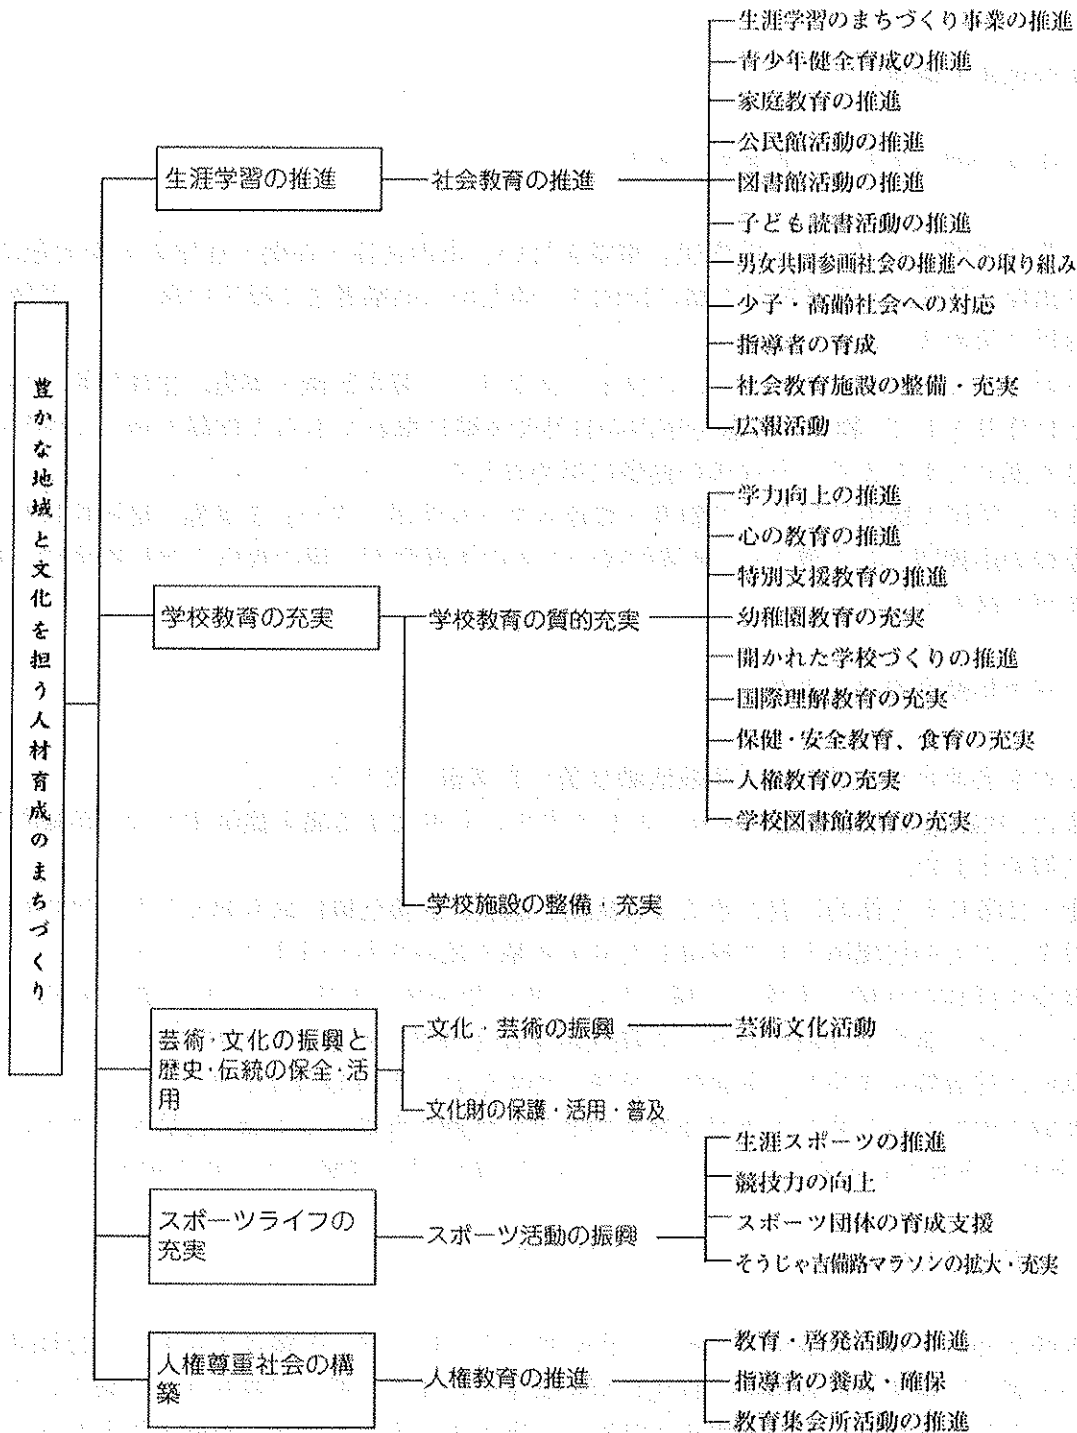 豊かな地域と文化を担う人材育成のまちづくり
生涯学習の推進
社会教育の推進
生涯学習のまちづくり事業の推進
青少年健全育成の推進
家庭教育の推進
公民館活動の推進
図書館活動の推進
子ども読書活動の推進
男女共同参画社会の推進への取り組み
少子・高齢社会への対応
指導者の育成
社会教育施設の整備・充実
広報活動
学校教育の充実
学校教育の質的充実
学力向上の推進
心の教育の推進
特別支援教育の推進
幼稚園教育の充実
開かれた学校づくりの推進
国際理解教育の充実
保健・安全教育、食育の充実
人権教育の充実
学校図書館教育の充実
学校施設の整備・充実
芸術・文化の振興と
歴史・伝統の保全・活
用
文化・芸術の振興
芸術文化活動
文化財の保護・活用・普及
スポーツライフの
充実
スポーツ活動の振興
生涯スポーツの推進
競技力の向上
スポーツ団体の育成支援
そうじゃ吉備路マラソンの拡大・充実
人権尊重社会の構
築
人権教育の推進
教育・啓発活動の推進
指導者の養成・確保
教育集会所活動の推進